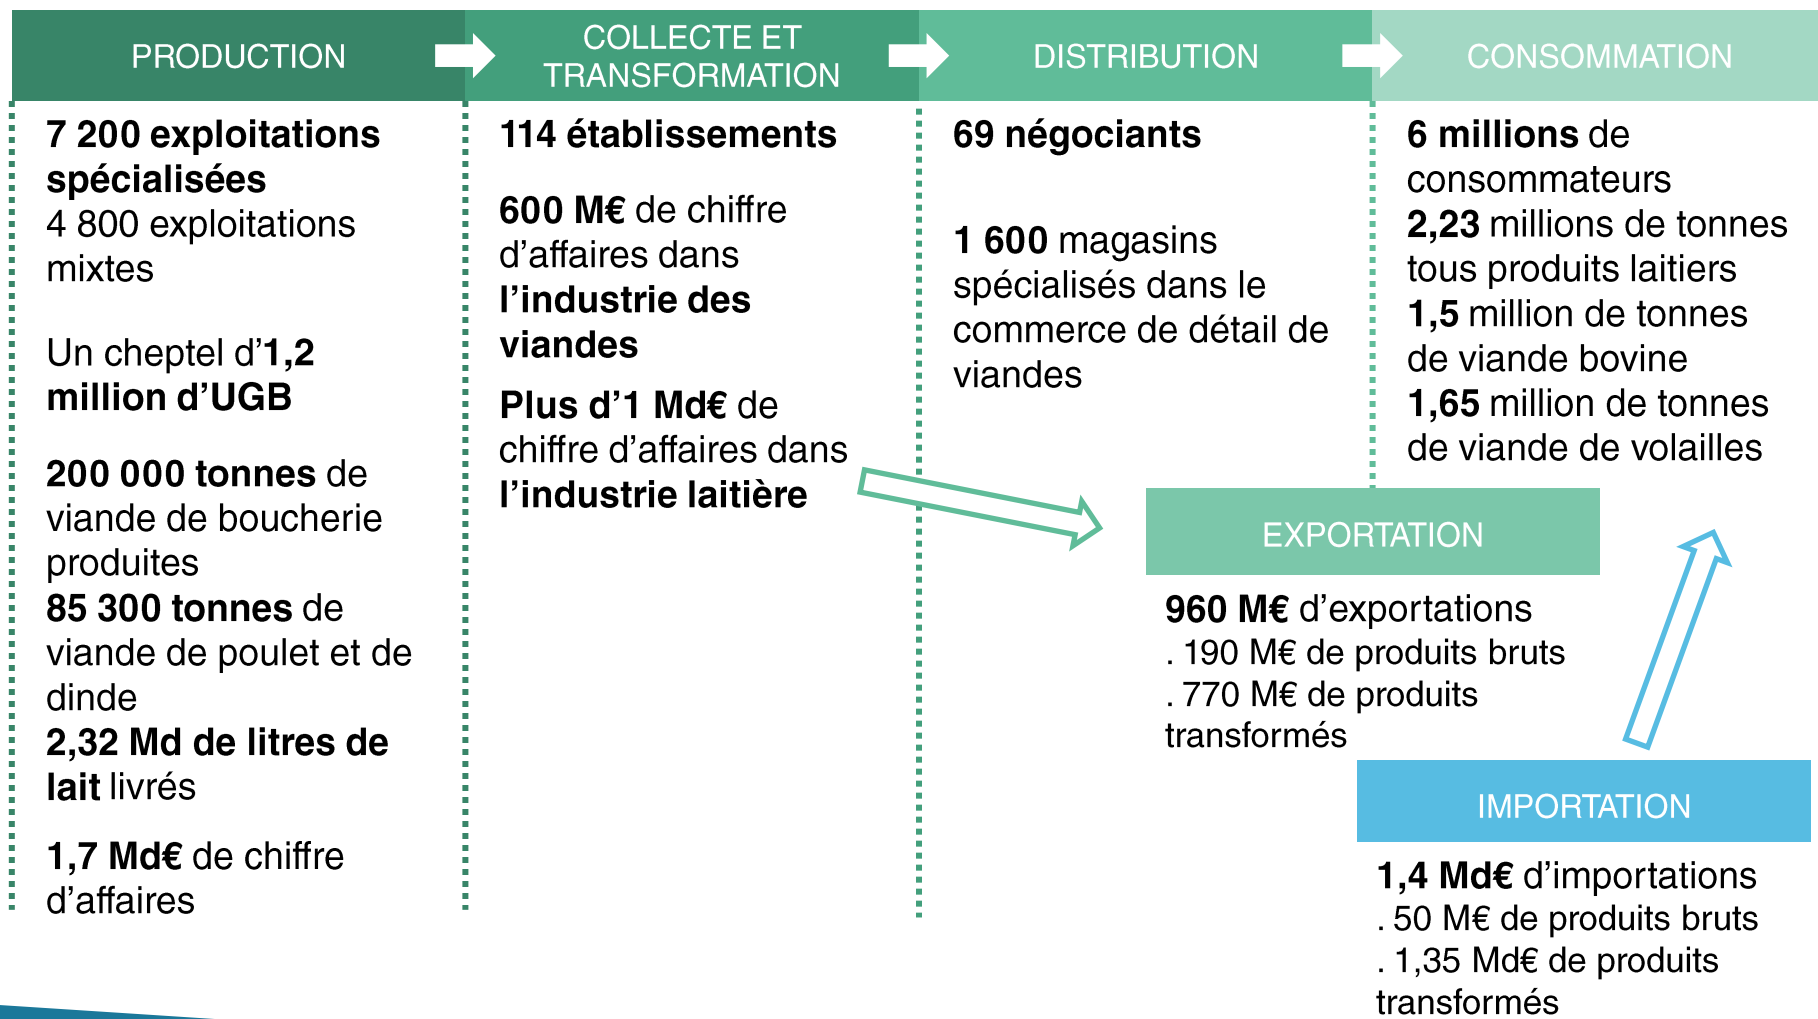 PRODUCTION
COLLECTE ET
TRANSFORMATION
DISTRIBUTION
CONSOMMATION
7 200 exploitations
spécialisées
4 800 exploitations
mixtes
Un cheptel d’1,2
million d’UGB
200 000 tonnes de
viande de boucherie
produites
85 300 tonnes de
viande de poulet et de
dinde
2,32 Md de litres de
lait livrés
1,7 Md€ de chiffre
d’affaires
114 établissements
600 M€ de chiffre
d’affaires dans
l’industrie des
viandes
Plus d’1 Md€ de
chiffre d’affaires dans
l’industrie laitière
69 négociants
1 600 magasins
spécialisés dans le
commerce de détail de
viandes
6 millions de
consommateurs
2,23 millions de tonnes
tous produits laitiers
1,5 million de tonnes
de viande bovine
1,65 million de tonnes
de viande de volailles
EXPORTATION
960 M€ d’exportations
. 190 M€ de produits bruts
. 770 M€ de produits
transformés
IMPORTATION
1,4 Md€ d’importations
. 50 M€ de produits bruts
. 1,35 Md€ de produits
transformés